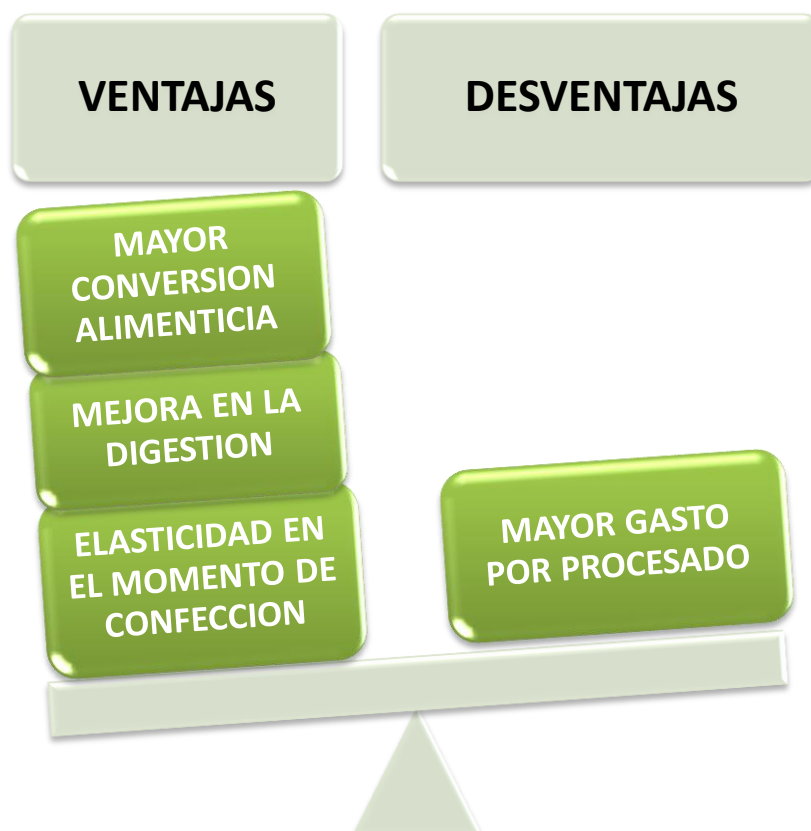 VENTAJAS
DESVENTAJAS
MAYOR
CONVERSION
ALIMENTICIA
MEJORA EN LA
DIGESTION
ELASTICIDAD EN
EL MOMENTO DE
CONFECCION
MAYOR GASTO
POR PROCESADO